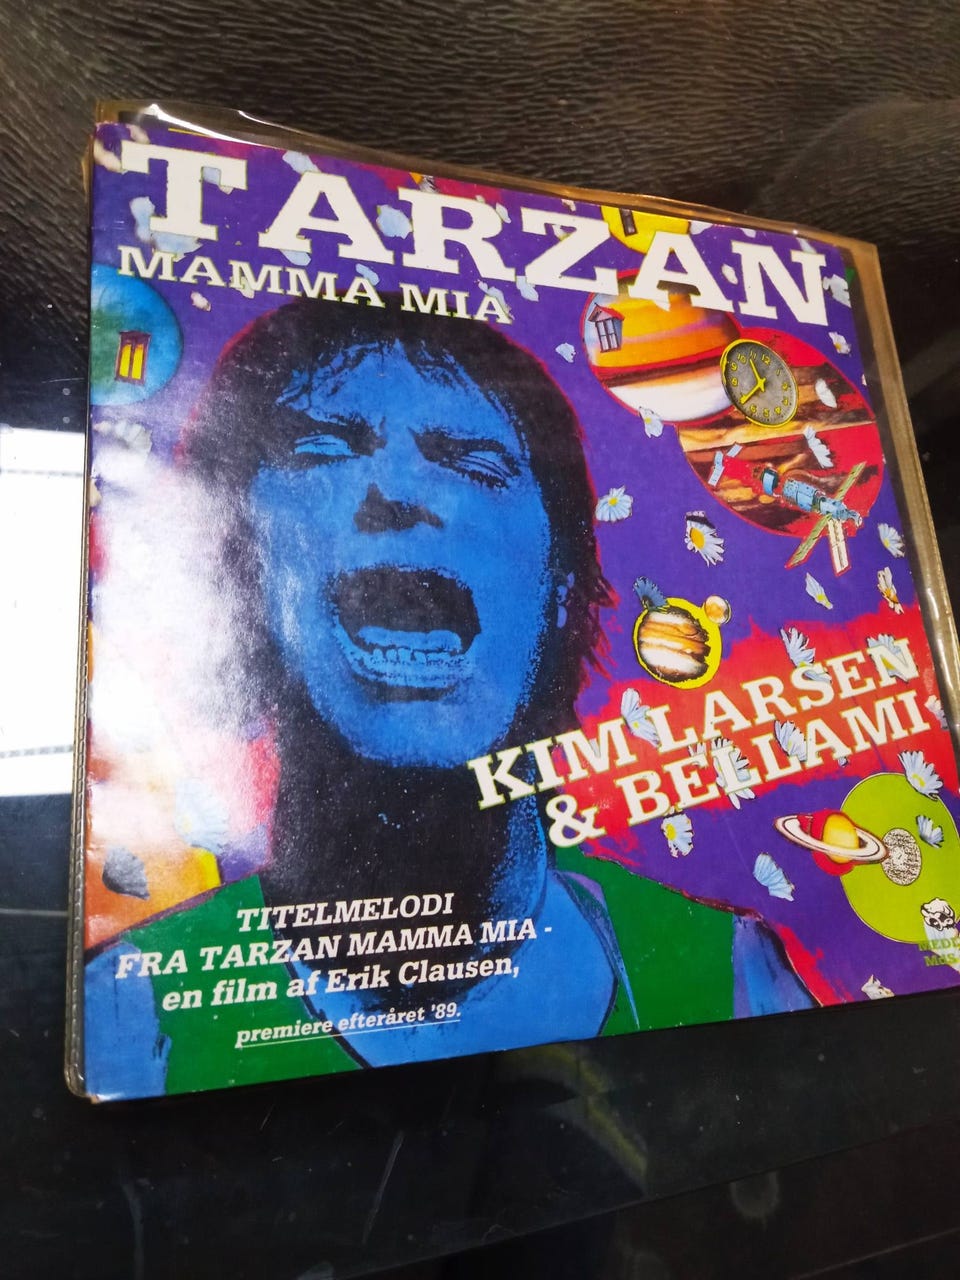 TARZAN
MAMMA MIA
KIM LARSEN
& BELLAMI
TITELMELODI
FRA TARZAN MAMMA MIA -
en film af Erik Clausen,
premiere efteråret '89.